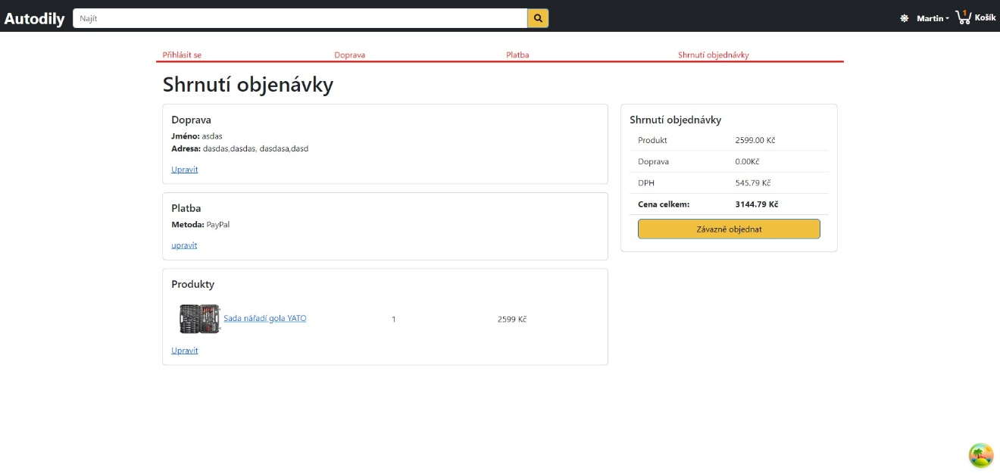 Autodily
Najít
Martin
1
Košík
Přihlásit se
Doprava
Platba
Shrnutí objednávky
Shrnutí objenávky
Doprava
Jméno: asdas
Adresa: dasdas,dasdas, dasdasa,dasd
Upravit
Platba
Metoda: PayPal
upravit
Produkty
Sada nářadí gola YATO 1 2599 Kč
Upravit
Shrnutí objednávky
Produkt 2599.00 Kč
Doprava 0.00Kč
DPH 545.79 Kč
Cena celkem: 3144.79 Kč
Závazně objednat